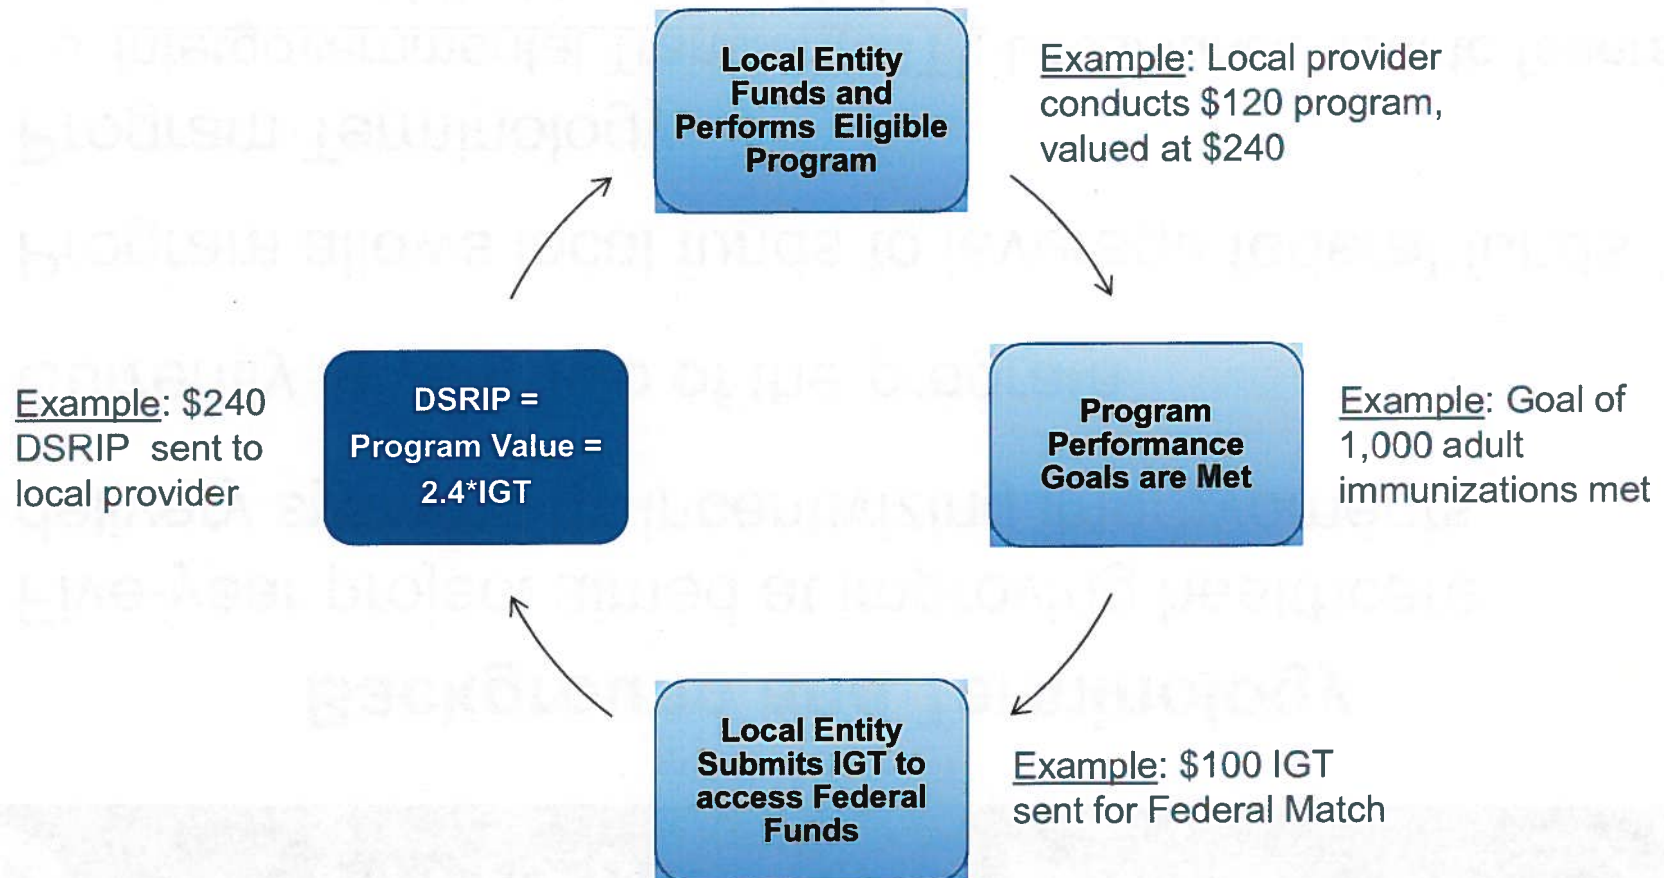 Local Entity
Funds and
Performs Eligible
Program
Example: Local provider
conducts $120 program,
valued at $240
Program
Performance
Goals are Met
Example: Goal of
1,000 adult
immunizations met
Local Entity
Submits IGT to
access Federal
Funds
Example: $100 IGT
sent for Federal Match
DSRIP =
Program Value =
2.4*IGT
Example: $240
DSRIP sent to
local provider